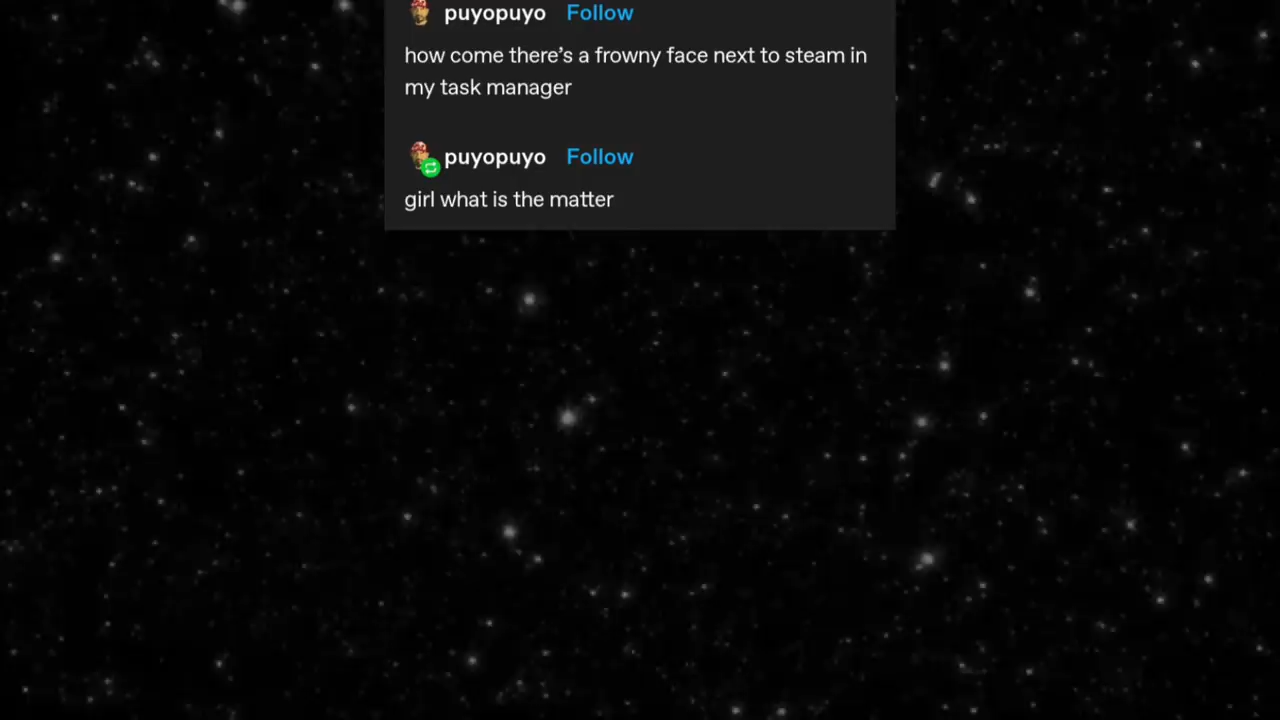 puyopuyo Follow
how come there’s a frowny face next to steam in
my task manager
puyopuyo Follow
girl what is the matter